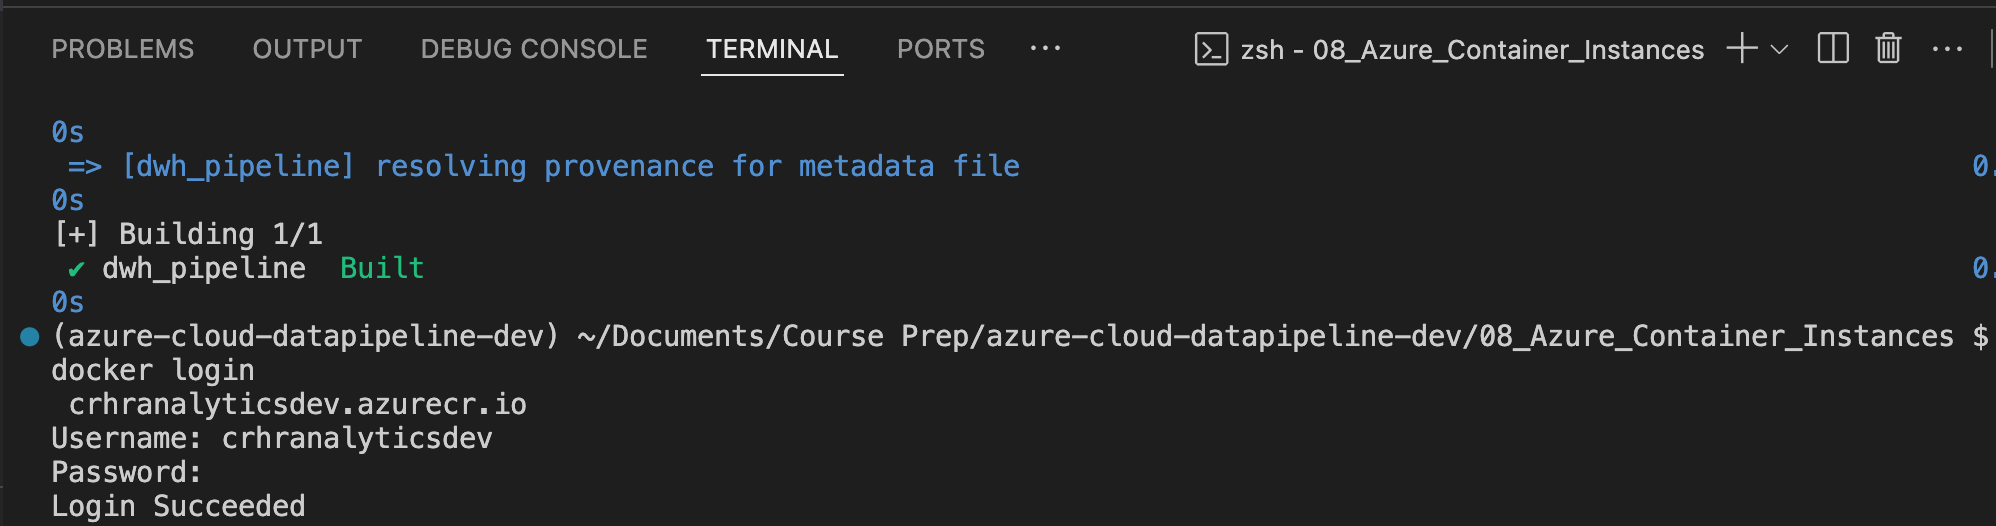 PROBLEMS OUTPUT DEBUG CONSOLE TERMINAL PORTS ··· zsh - 08_Azure_Container_Instances ···
0s
=> [dwh_pipeline] resolving provenance for metadata file 0.
0s
[+] Building 1/1
✔ dwh_pipeline Built 0.
0s
(azure-cloud-datapipeline-dev) ~/Documents/Course Prep/azure-cloud-datapipeline-dev/08_Azure_Container_Instances $
docker login
crhranalyticsdev.azurecr.io
Username: crhranalyticsdev
Password:
Login Succeeded